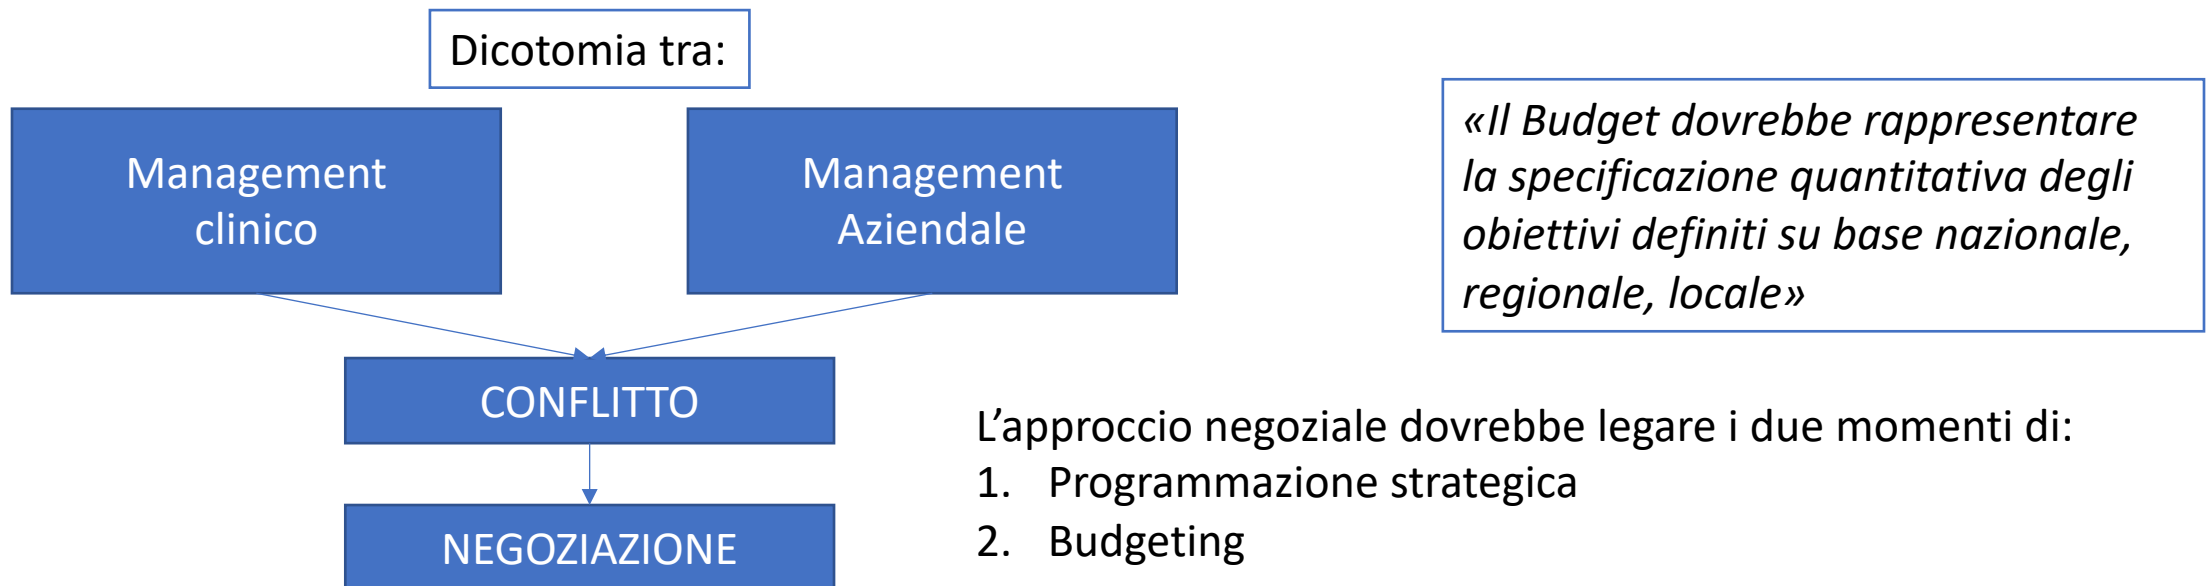 Dicotomia tra:
Management
clinico
Management
Aziendale
«Il Budget dovrebbe rappresentare
la specificazione quantitativa degli
obiettivi definiti su base nazionale,
regionale, locale»
CONFLITTO
NEGOZIAZIONE
L’approccio negoziale dovrebbe legare i due momenti di:
1. Programmazione strategica
2. Budgeting